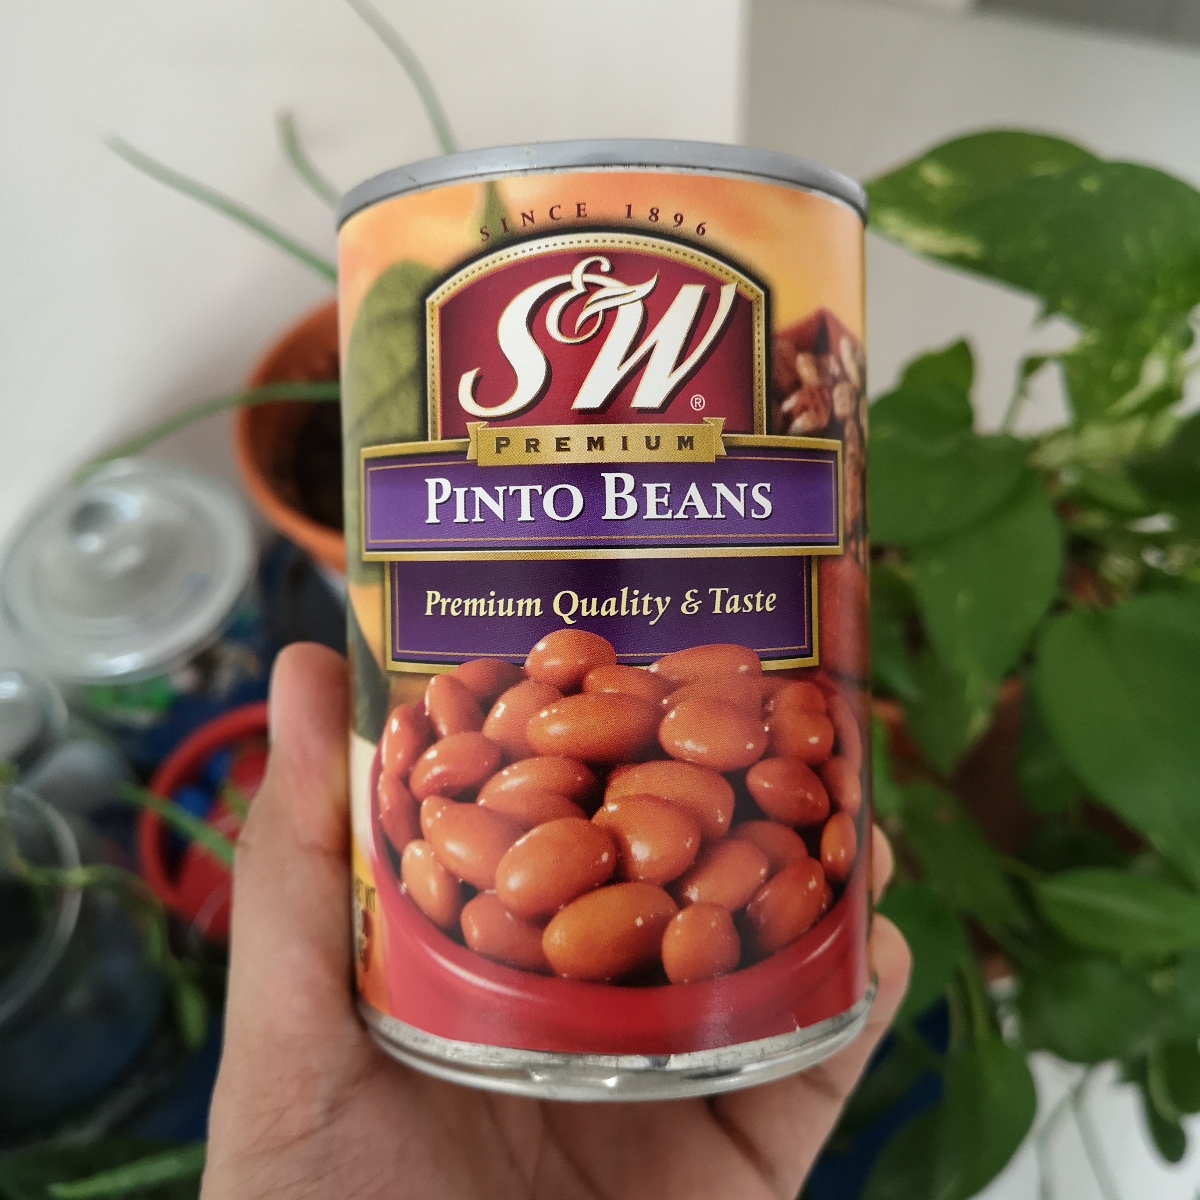 SINCE 1896
S&W®
PREMIUM
PINTO BEANS
Premium Quality & Taste